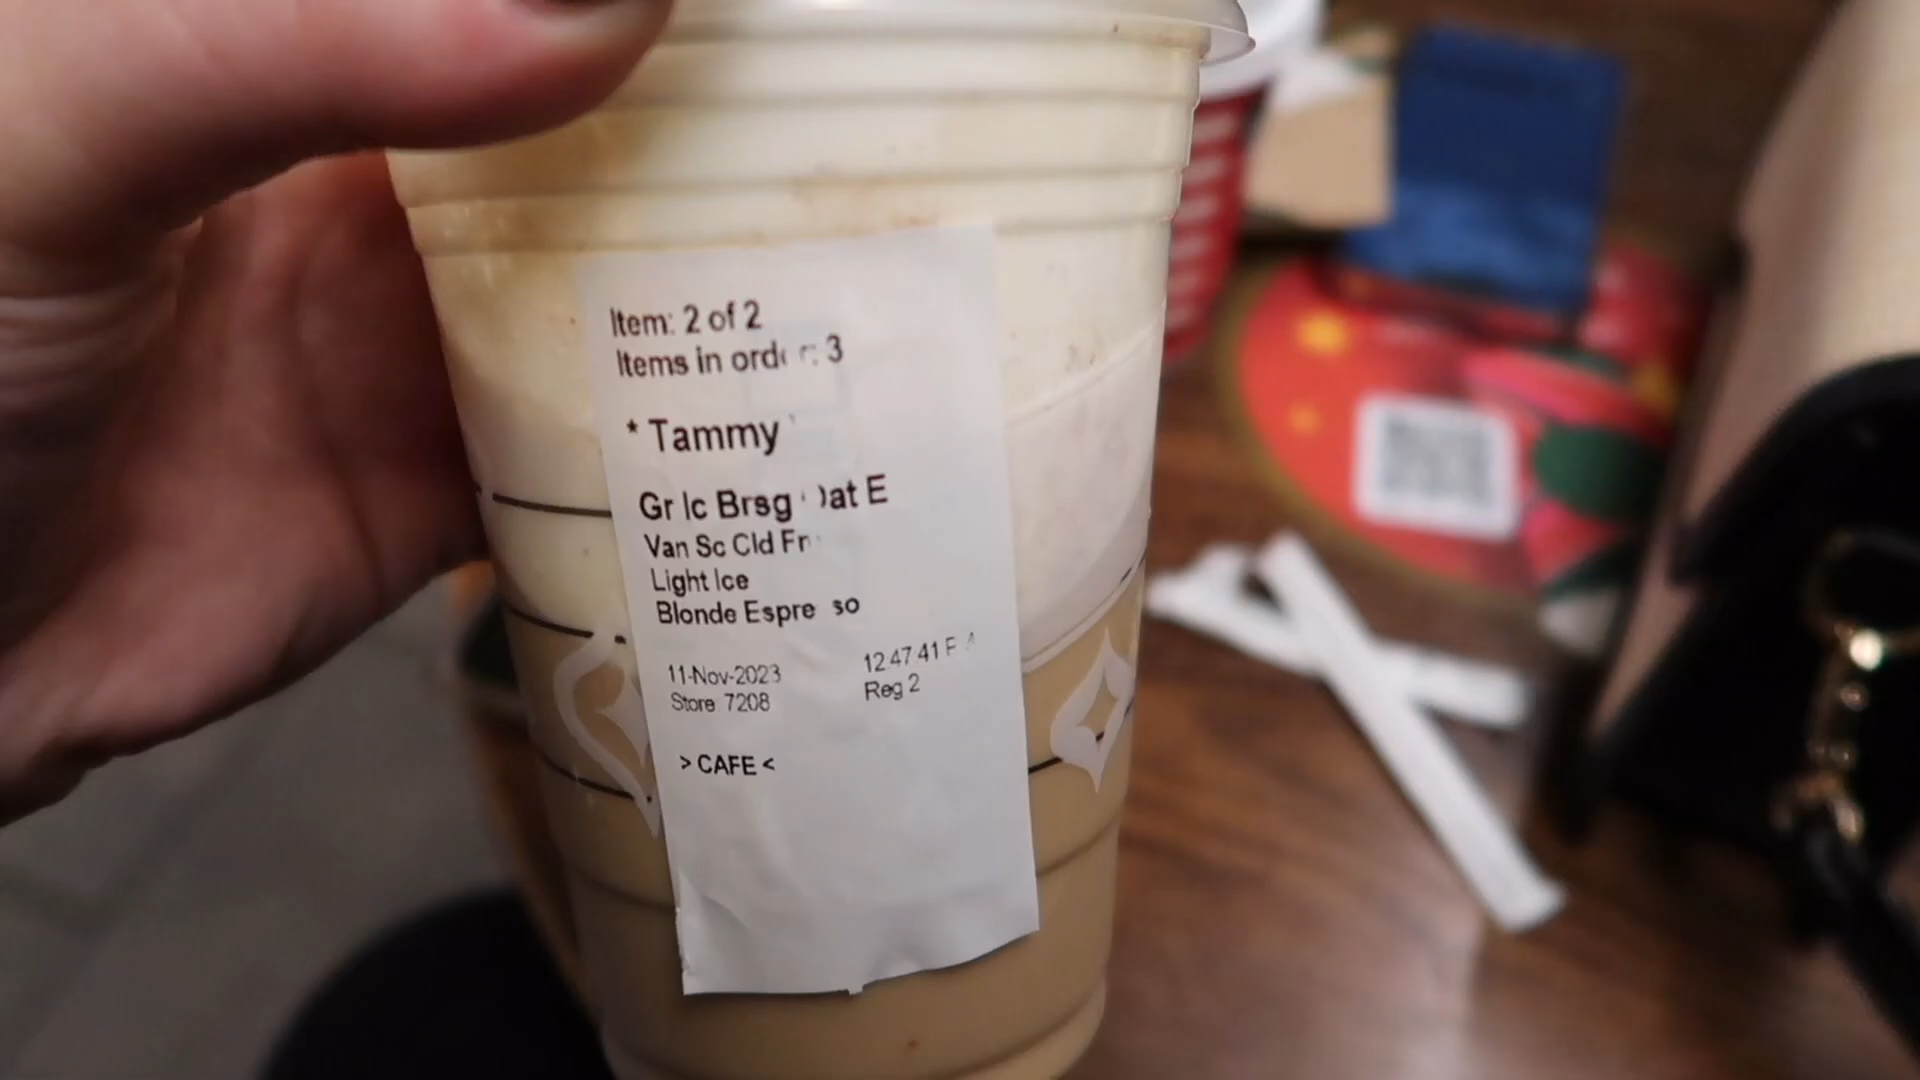 Item: 2 of 2
Items in order: 3
* Tammy
Gr Ic Brsg Oat E
Van Sc Cld Fm
Light Ice
Blonde Espresso
11-Nov-2023 12:47:41 P
Store: 7208 Reg 2
> CAFE <